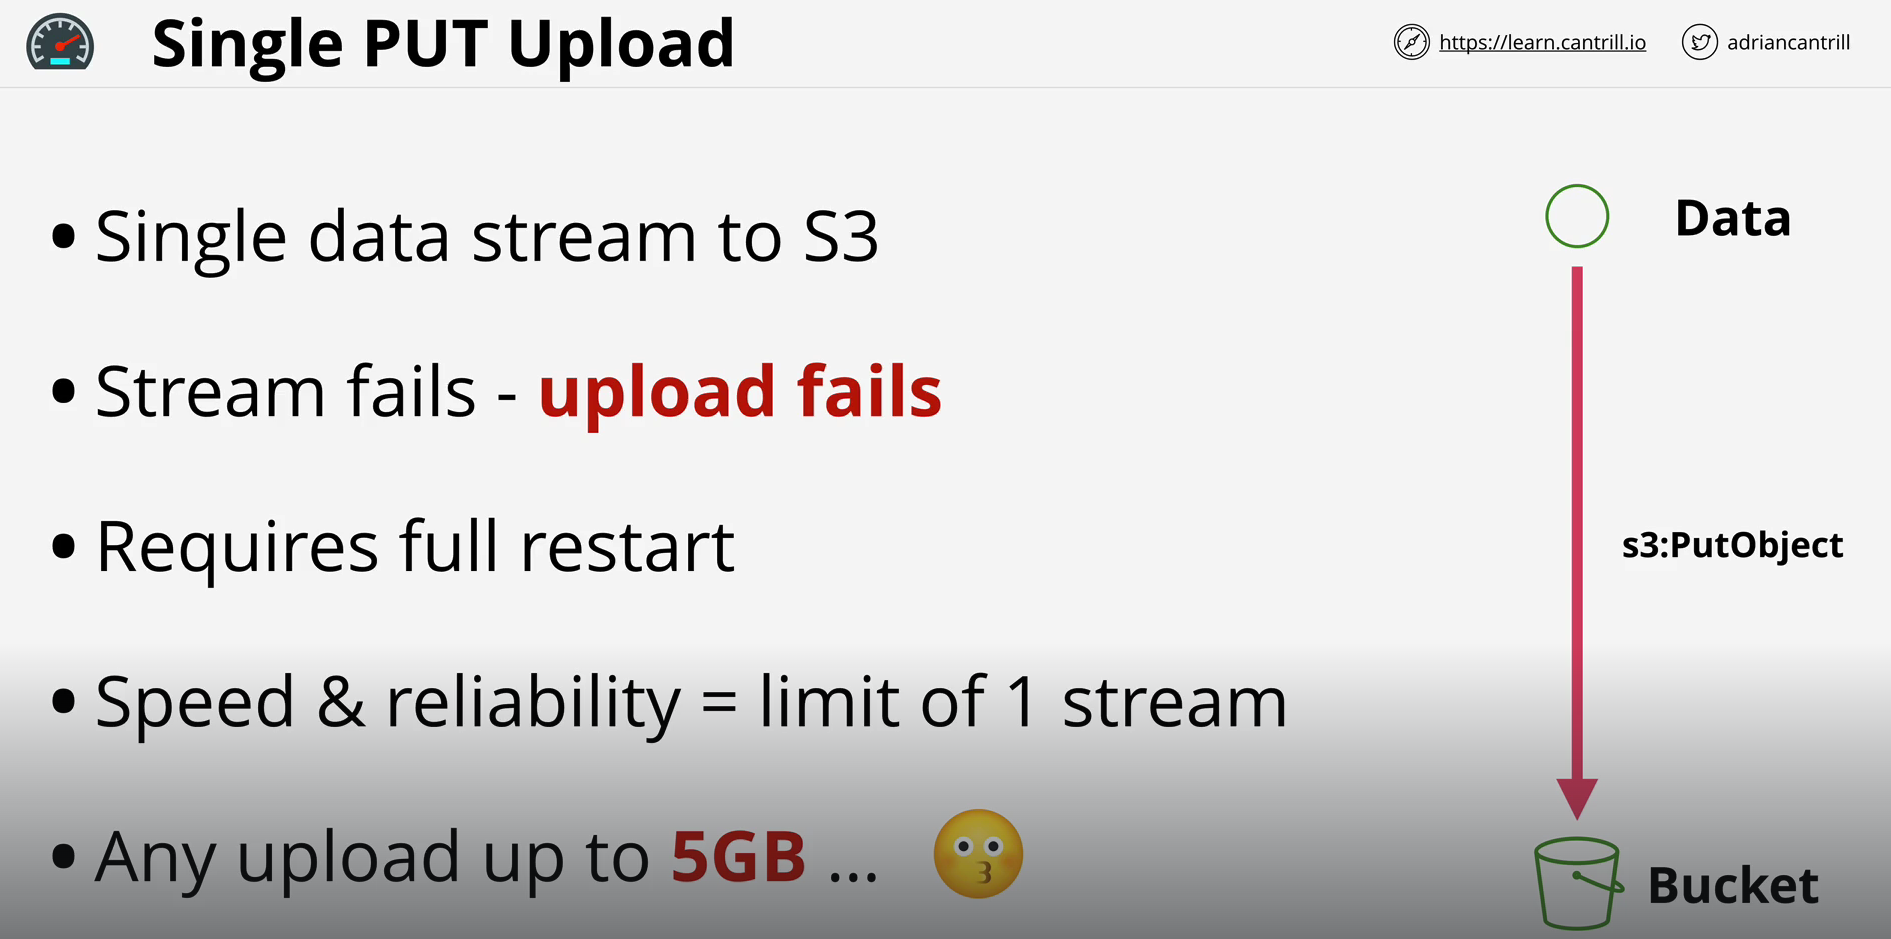 Single PUT Upload
https://learn.cantrill.io
adriancantrill
• Single data stream to S3
• Stream fails - upload fails
• Requires full restart
• Speed & reliability = limit of 1 stream
• Any upload up to 5GB ...
Data
s3:PutObject
Bucket